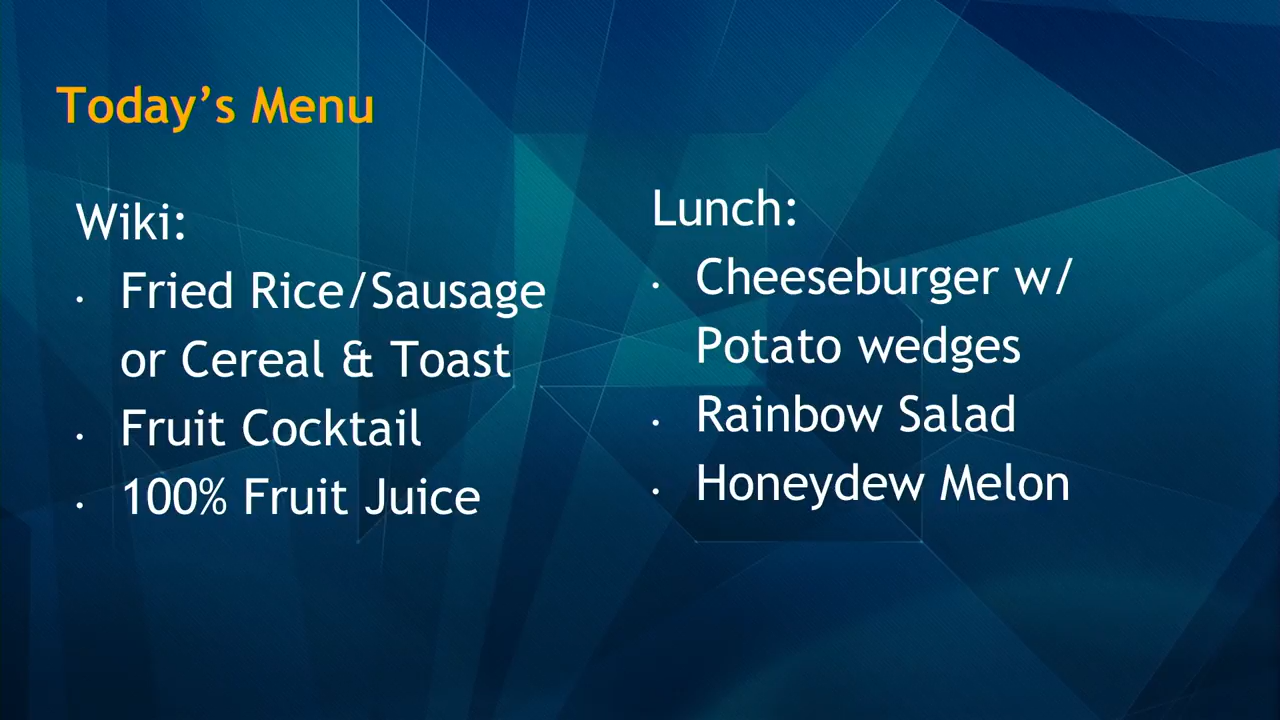 Today’s Menu
Wiki:
• Fried Rice/Sausage
or Cereal & Toast
• Fruit Cocktail
• 100% Fruit Juice
Lunch:
• Cheeseburger w/
Potato wedges
• Rainbow Salad
• Honeydew Melon